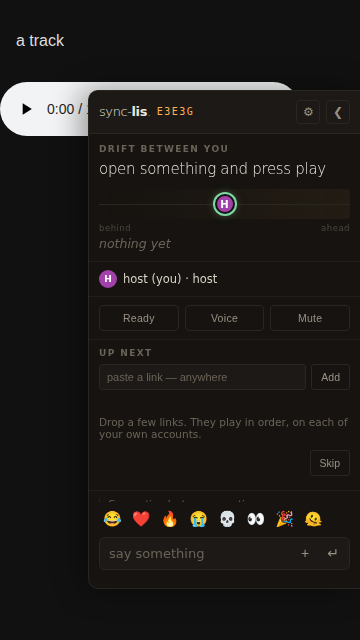 a track
0:00 /
sync-lis. E3E3G
DRIFT BETWEEN YOU
open something and press play
H
behind ahead
nothing yet
H host (you) · host
Ready Voice Mute
UP NEXT
paste a link — anywhere Add
Drop a few links. They play in order, on each of
your own accounts.
Skip
say something + ↵